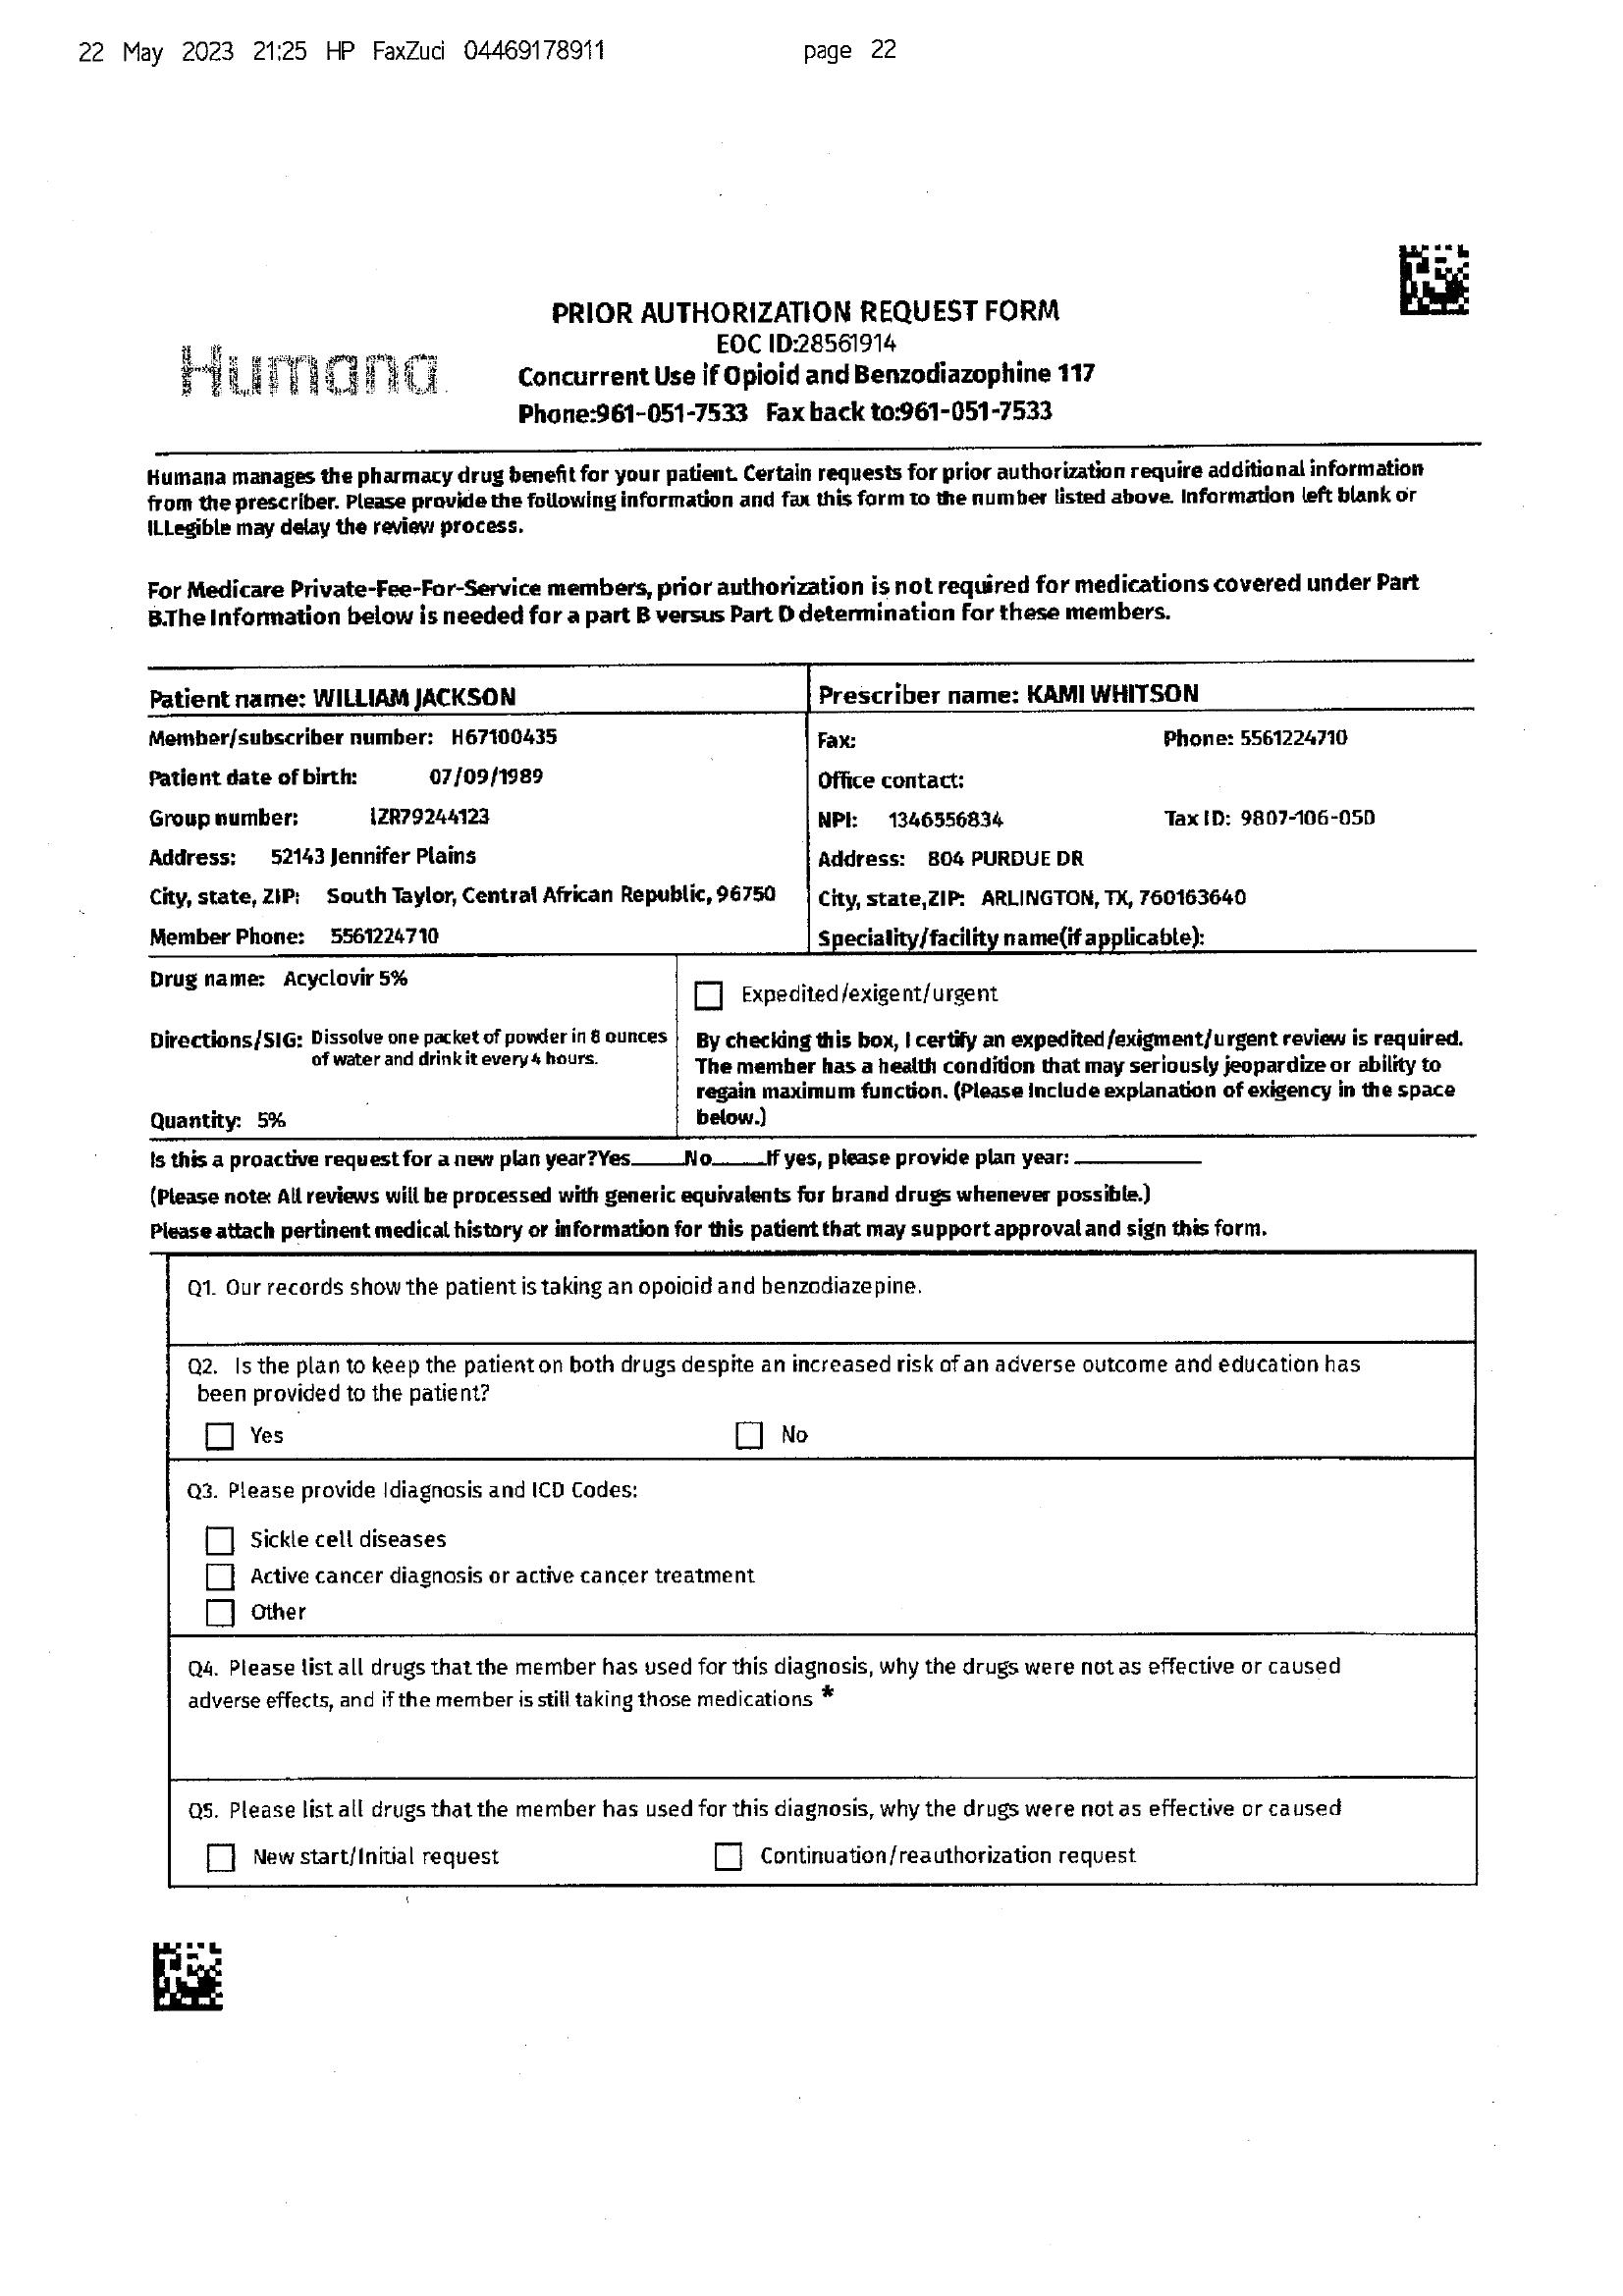 22 May 2023 21:25 HP FaxZuci 04469178911 page 22
PRIOR AUTHORIZATION REQUEST FORM
EOC ID:28561914
Humana
Concurrent Use if Opioid and Benzodiazophine 117
Phone:961-051-7533 Fax back to:961-051-7533
Humana manages the pharmacy drug benefit for your patient. Certain requests for prior authorization require additional information
from the prescriber. Please provide the following information and fax this form to the number listed above. Information left blank or
ILLegible may delay the review process.
For Medicare Private-Fee-For-Service members, prior authorization is not required for medications covered under Part
B.The Information below is needed for a part B versus Part D determination for these members.
Patient name: WILLIAM JACKSON
Member/subscriber number: H67100435
Patient date of birth: 07/09/1989
Group number: IZR79244123
Address: 52143 Jennifer Plains
City, state, ZIP: South Taylor, Central African Republic, 96750
Member Phone: 5561224710
Prescriber name: KAMI WHITSON
Fax: Phone: 5561224710
Office contact:
NPI: 1346556834 Tax ID: 9807-106-050
Address: 804 PURDUE DR
City, state,ZIP: ARLINGTON, TX, 760163640
Speciality/facility name(if applicable):
Drug name: Acyclovir 5%
Directions/SIG: Dissolve one packet of powder in 8 ounces
of water and drink it every 4 hours.
Quantity: 5%
Expedited/exigent/urgent
By checking this box, I certify an expedited/exigment/urgent review is required.
The member has a health condition that may seriously jeopardize or ability to
regain maximum function. (Please Include explanation of exigency in the space
below.)
Is this a proactive request for a new plan year?Yes____No____If yes, please provide plan year: __________
(Please note: All reviews will be processed with generic equivalents for brand drugs whenever possible.)
Please attach pertinent medical history or information for this patient that may support approval and sign this form.
Q1. Our records show the patient is taking an opoioid and benzodiazepine.
Q2. Is the plan to keep the patient on both drugs despite an increased risk of an adverse outcome and education has
been provided to the patient?
Yes No
Q3. Please provide Idiagnosis and ICD Codes:
Sickle cell diseases
Active cancer diagnosis or active cancer treatment
Other
Q4. Please list all drugs that the member has used for this diagnosis, why the drugs were not as effective or caused
adverse effects, and if the member is still taking those medications *
Q5. Please list all drugs that the member has used for this diagnosis, why the drugs were not as effective or caused
New start/Initial request Continuation/reauthorization request